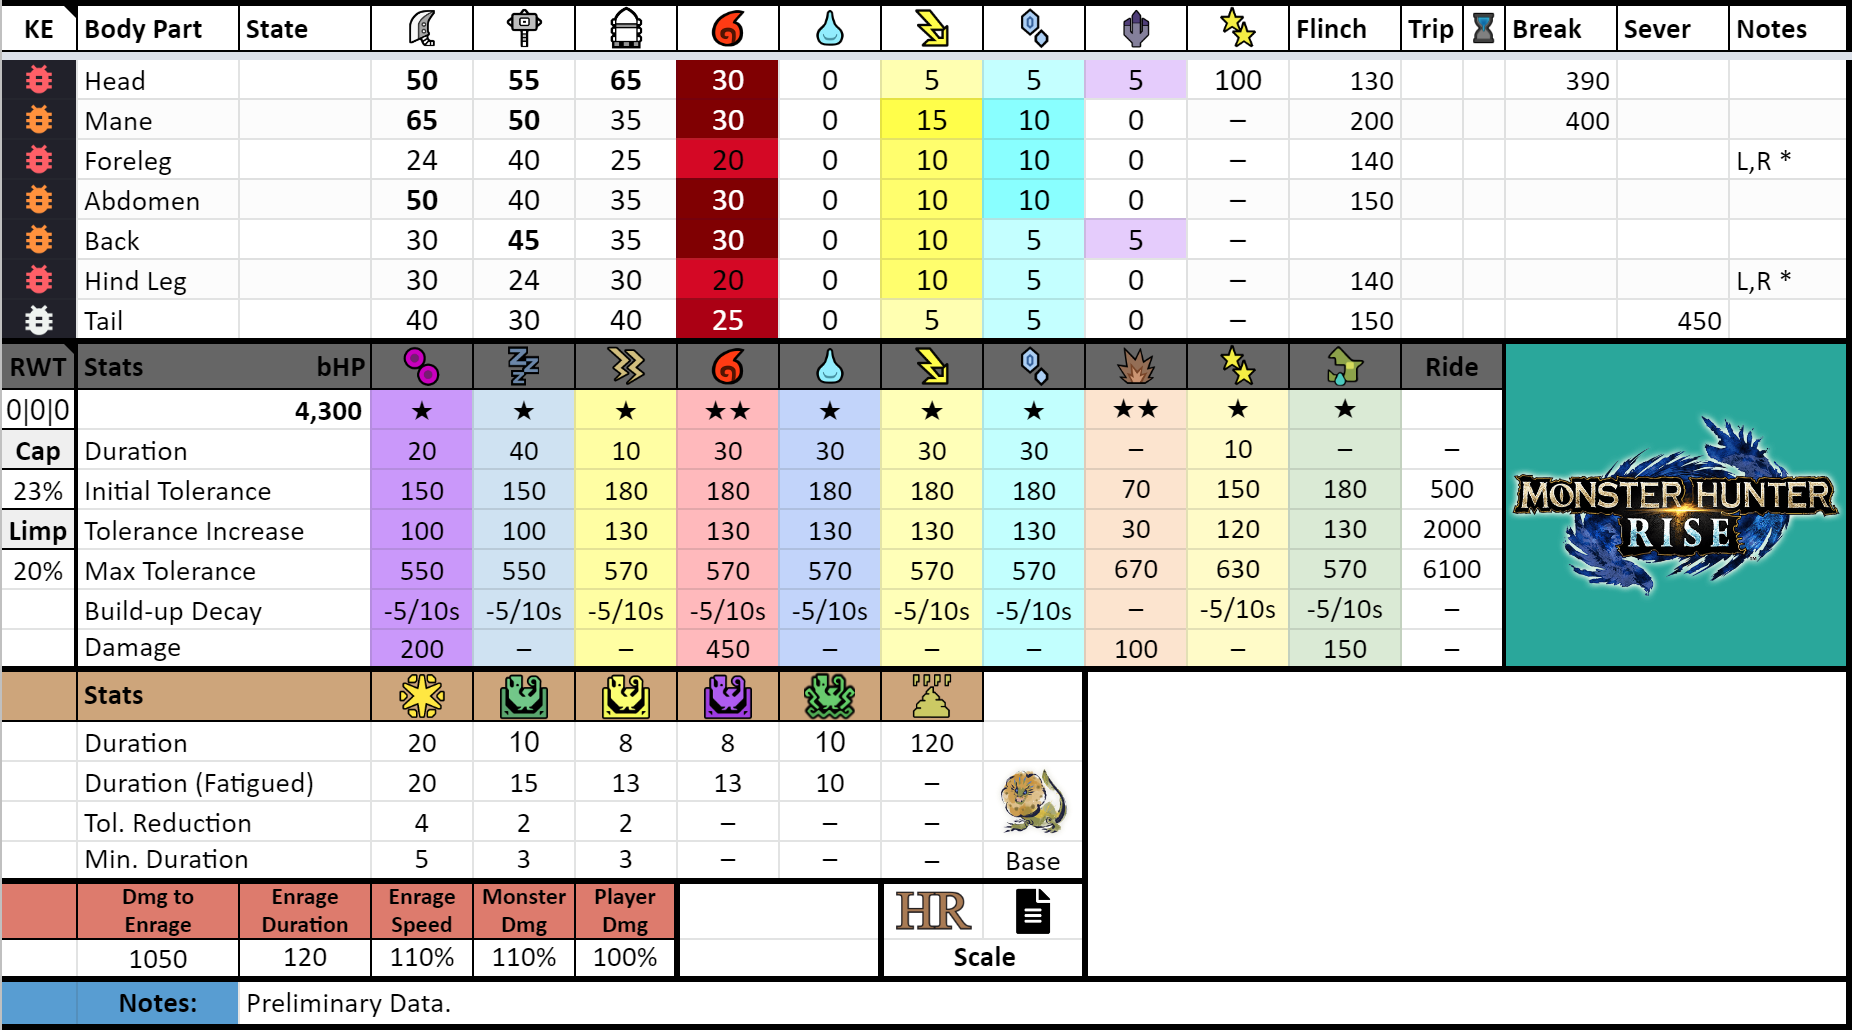 KE Body Part State Flinch Trip Break Sever Notes
Head 50 55 65 30 0 5 5 5 100 130 390
Mane 65 50 35 30 0 15 10 0 – 200 400
Foreleg 24 40 25 20 0 10 10 0 – 140 L,R *
Abdomen 50 40 35 30 0 10 10 0 – 150
Back 30 45 35 30 0 10 5 5 –
Hind Leg 30 24 30 20 0 10 5 0 – 140 L,R *
Tail 40 30 40 25 0 5 5 0 – 150 450
RWT Stats bHP Ride
0|0|0 4,300 ★ ★ ★ ★★ ★ ★ ★ ★★ ★ ★
Cap Duration 20 40 10 30 30 30 30 – 10 – –
23% Initial Tolerance 150 150 180 180 180 180 180 70 150 180 500
Limp Tolerance Increase 100 100 130 130 130 130 130 30 120 130 2000
20% Max Tolerance 550 550 570 570 570 570 570 670 630 570 6100
Build-up Decay -5/10s -5/10s -5/10s -5/10s -5/10s -5/10s -5/10s – -5/10s -5/10s –
Damage 200 – – 450 – – – 100 – 150 –
MONSTER HUNTER
RISE
Stats
Duration 20 10 8 8 10 120
Duration (Fatigued) 20 15 13 13 10 –
Tol. Reduction 4 2 2 – – –
Min. Duration 5 3 3 – – – Base
Dmg to Enrage Enrage Duration Enrage Speed Monster Dmg Player Dmg HR
1050 120 110% 110% 100% Scale
Notes: Preliminary Data.